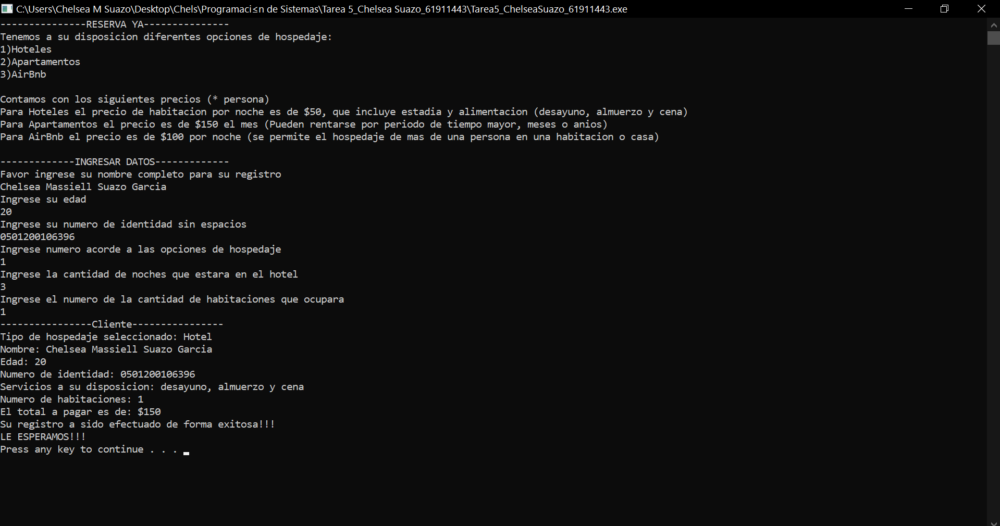 C:\Users\Chelsea M Suazo\Desktop\Chels\Programaci≤n de Sistemas\Tarea 5_Chelsea Suazo_61911443\Tarea5_ChelseaSuazo_61911443.exe
---------------RESERVA YA---------------
Tenemos a su disposicion diferentes opciones de hospedaje:
1)Hoteles
2)Apartamentos
3)AirBnb
Contamos con los siguientes precios (* persona)
Para Hoteles el precio de habitacion por noche es de $50, que incluye estadia y alimentacion (desayuno, almuerzo y cena)
Para Apartamentos el precio es de $150 el mes (Pueden rentarse por periodo de tiempo mayor, meses o anios)
Para AirBnb el precio es de $100 por noche (se permite el hospedaje de mas de una persona en una habitacion o casa)
-------------INGRESAR DATOS-------------
Favor ingrese su nombre completo para su registro
Chelsea Massiell Suazo Garcia
Ingrese su edad
20
Ingrese su numero de identidad sin espacios
0501200106396
Ingrese numero acorde a las opciones de hospedaje
1
Ingrese la cantidad de noches que estara en el hotel
3
Ingrese el numero de la cantidad de habitaciones que ocupara
1
----------------Cliente----------------
Tipo de hospedaje seleccionado: Hotel
Nombre: Chelsea Massiell Suazo Garcia
Edad: 20
Numero de identidad: 0501200106396
Servicios a su disposicion: desayuno, almuerzo y cena
Numero de habitaciones: 1
El total a pagar es de: $150
Su registro a sido efectuado de forma exitosa!!!
LE ESPERAMOS!!!
Press any key to continue . . .